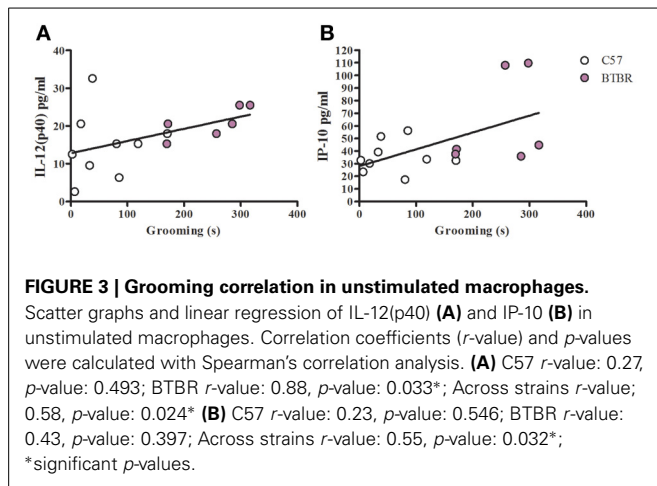 A
B
40
30
20
10
0
IL-12(p40) pg/ml
0 100 200 300 400
Grooming (s)
120
110
100
90
80
70
60
50
40
30
20
10
0
IP-10 pg/ml
0 100 200 300 400
Grooming (s)
C57
BTBR
FIGURE 3 | Grooming correlation in unstimulated macrophages.
Scatter graphs and linear regression of IL-12(p40) (A) and IP-10 (B) in
unstimulated macrophages. Correlation coefficients (r-value) and p-values
were calculated with Spearman's correlation analysis. (A) C57 r-value: 0.27,
p-value: 0.493; BTBR r-value: 0.88, p-value: 0.033*; Across strains r-value;
0.58, p-value: 0.024* (B) C57 r-value: 0.23, p-value: 0.546; BTBR r-value:
0.43, p-value: 0.397; Across strains r-value: 0.55, p-value: 0.032*;
*significant p-values.